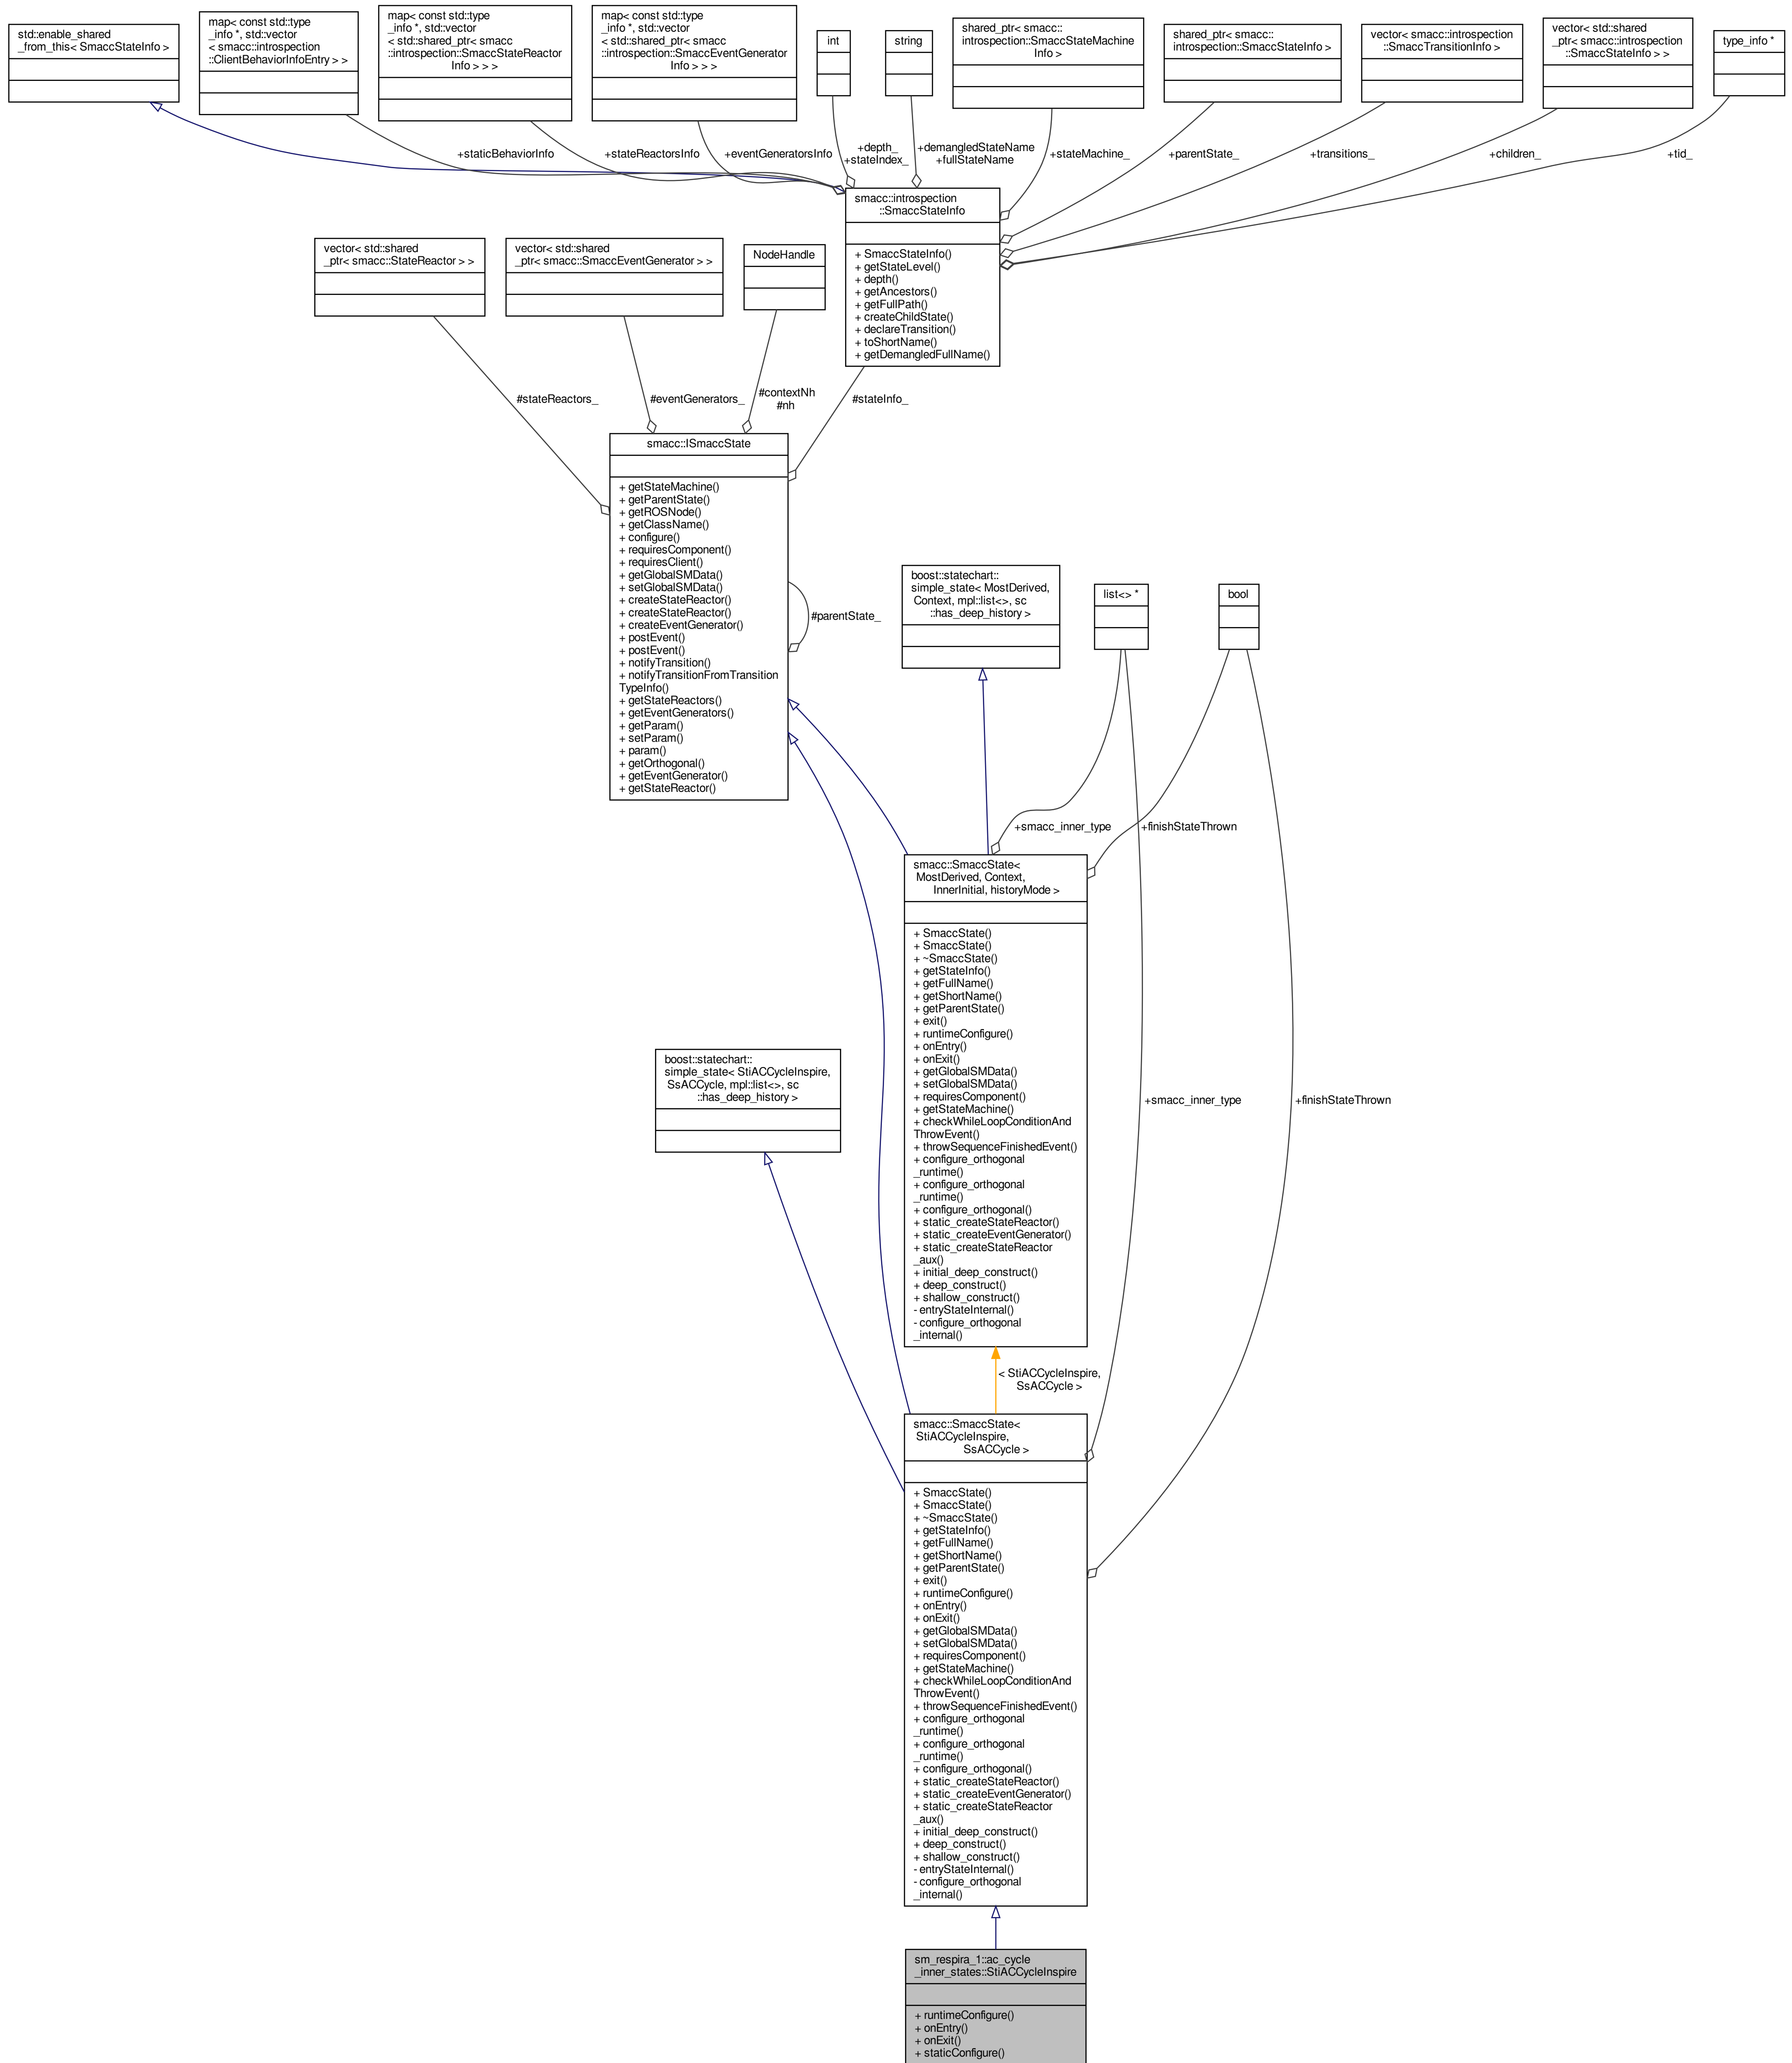 std::enable_shared
_from_this< SmaccStateInfo >
map< const std::type
_info *, std::vector
< smacc::introspection
::ClientBehaviorInfoEntry > >
map< const std::type
_info *, std::vector
< std::shared_ptr< smacc
::introspection::SmaccStateReactor
Info > > >
map< const std::type
_info *, std::vector
< std::shared_ptr< smacc
::introspection::SmaccEventGenerator
Info > > >
int
string
shared_ptr< smacc::
introspection::SmaccStateMachine
Info >
shared_ptr< smacc::
introspection::SmaccStateInfo >
vector< smacc::introspection
::SmaccTransitionInfo >
vector< std::shared
_ptr< smacc::introspection
::SmaccStateInfo > >
type_info *
+staticBehaviorInfo
+stateReactorsInfo
+eventGeneratorsInfo
+depth_
+stateIndex_
+demangledStateName
+fullStateName
+stateMachine_
+parentState_
+transitions_
+children_
+tid_
smacc::introspection
::SmaccStateInfo
+ SmaccStateInfo()
+ getStateLevel()
+ depth()
+ getAncestors()
+ getFullPath()
+ createChildState()
+ declareTransition()
+ toShortName()
+ getDemangledFullName()
vector< std::shared
_ptr< smacc::StateReactor > >
vector< std::shared
_ptr< smacc::SmaccEventGenerator > >
NodeHandle
#stateReactors_
#eventGenerators_
#contextNh
#nh
#stateInfo_
smacc::ISmaccState
+ getStateMachine()
+ getParentState()
+ getROSNode()
+ getClassName()
+ configure()
+ requiresComponent()
+ requiresClient()
+ getGlobalSMData()
+ setGlobalSMData()
+ createStateReactor()
+ createStateReactor()
+ createEventGenerator()
+ postEvent()
+ postEvent()
+ notifyTransition()
+ notifyTransitionFromTransition
TypeInfo()
+ getStateReactors()
+ getEventGenerators()
+ getParam()
+ setParam()
+ param()
+ getOrthogonal()
+ getEventGenerator()
+ getStateReactor()
#parentState_
boost::statechart::
simple_state< MostDerived,
Context, mpl::list<>, sc
::has_deep_history >
list<> *
bool
+smacc_inner_type
+finishStateThrown
smacc::SmaccState<
MostDerived, Context,
InnerInitial, historyMode >
+ SmaccState()
+ SmaccState()
+ ~SmaccState()
+ getStateInfo()
+ getFullName()
+ getShortName()
+ getParentState()
+ exit()
+ runtimeConfigure()
+ onEntry()
+ onExit()
+ getGlobalSMData()
+ setGlobalSMData()
+ requiresComponent()
+ getStateMachine()
+ checkWhileLoopConditionAnd
ThrowEvent()
+ throwSequenceFinishedEvent()
+ configure_orthogonal
_runtime()
+ configure_orthogonal
_runtime()
+ configure_orthogonal()
+ static_createStateReactor()
+ static_createEventGenerator()
+ static_createStateReactor
_aux()
+ initial_deep_construct()
+ deep_construct()
+ shallow_construct()
- entryStateInternal()
- configure_orthogonal
_internal()
boost::statechart::
simple_state< StiACCycleInspire,
SsACCycle, mpl::list<>, sc
::has_deep_history >
+smacc_inner_type
+finishStateThrown
< StiACCycleInspire,
SsACCycle >
smacc::SmaccState<
StiACCycleInspire,
SsACCycle >
+ SmaccState()
+ SmaccState()
+ ~SmaccState()
+ getStateInfo()
+ getFullName()
+ getShortName()
+ getParentState()
+ exit()
+ runtimeConfigure()
+ onEntry()
+ onExit()
+ getGlobalSMData()
+ setGlobalSMData()
+ requiresComponent()
+ getStateMachine()
+ checkWhileLoopConditionAnd
ThrowEvent()
+ throwSequenceFinishedEvent()
+ configure_orthogonal
_runtime()
+ configure_orthogonal
_runtime()
+ configure_orthogonal()
+ static_createStateReactor()
+ static_createEventGenerator()
+ static_createStateReactor
_aux()
+ initial_deep_construct()
+ deep_construct()
+ shallow_construct()
- entryStateInternal()
- configure_orthogonal
_internal()
sm_respira_1::ac_cycle
_inner_states::StiACCycleInspire
+ runtimeConfigure()
+ onEntry()
+ onExit()
+ staticConfigure()